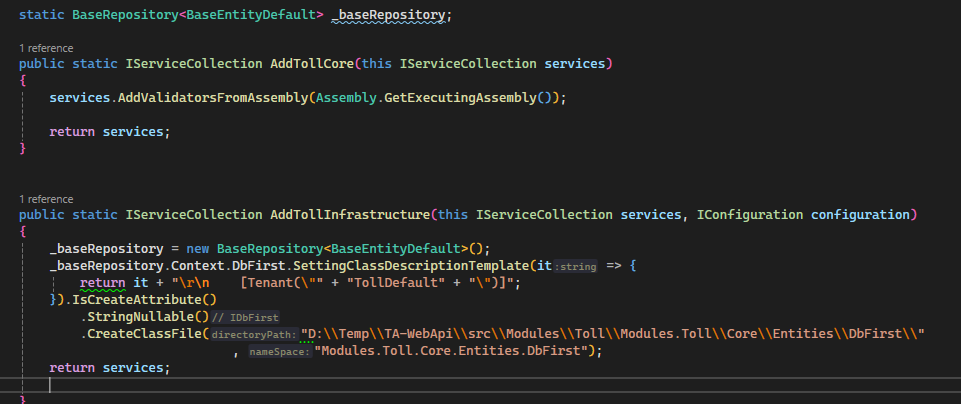 static BaseRepository<BaseEntityDefault> _baseRepository;
1 reference
public static IServiceCollection AddTollCore(this IServiceCollection services)
{
services.AddValidatorsFromAssembly(Assembly.GetExecutingAssembly());
return services;
}
1 reference
public static IServiceCollection AddTollInfrastructure(this IServiceCollection services, IConfiguration configuration)
{
_baseRepository = new BaseRepository<BaseEntityDefault>();
_baseRepository.Context.DbFirst.SettingClassDescriptionTemplate(it:string => {
return it + "\r\n    [Tenant(\"" + "TollDefault" + "\")]";
}).IsCreateAttribute()
.StringNullable()// IDbFirst
.CreateClassFile(directoryPath:"D:\\Temp\\TA-WebApi\\src\\Modules\\Toll\\Modules.Toll\\Core\\Entities\\DbFirst\\"
, nameSpace:"Modules.Toll.Core.Entities.DbFirst");
return services;
}